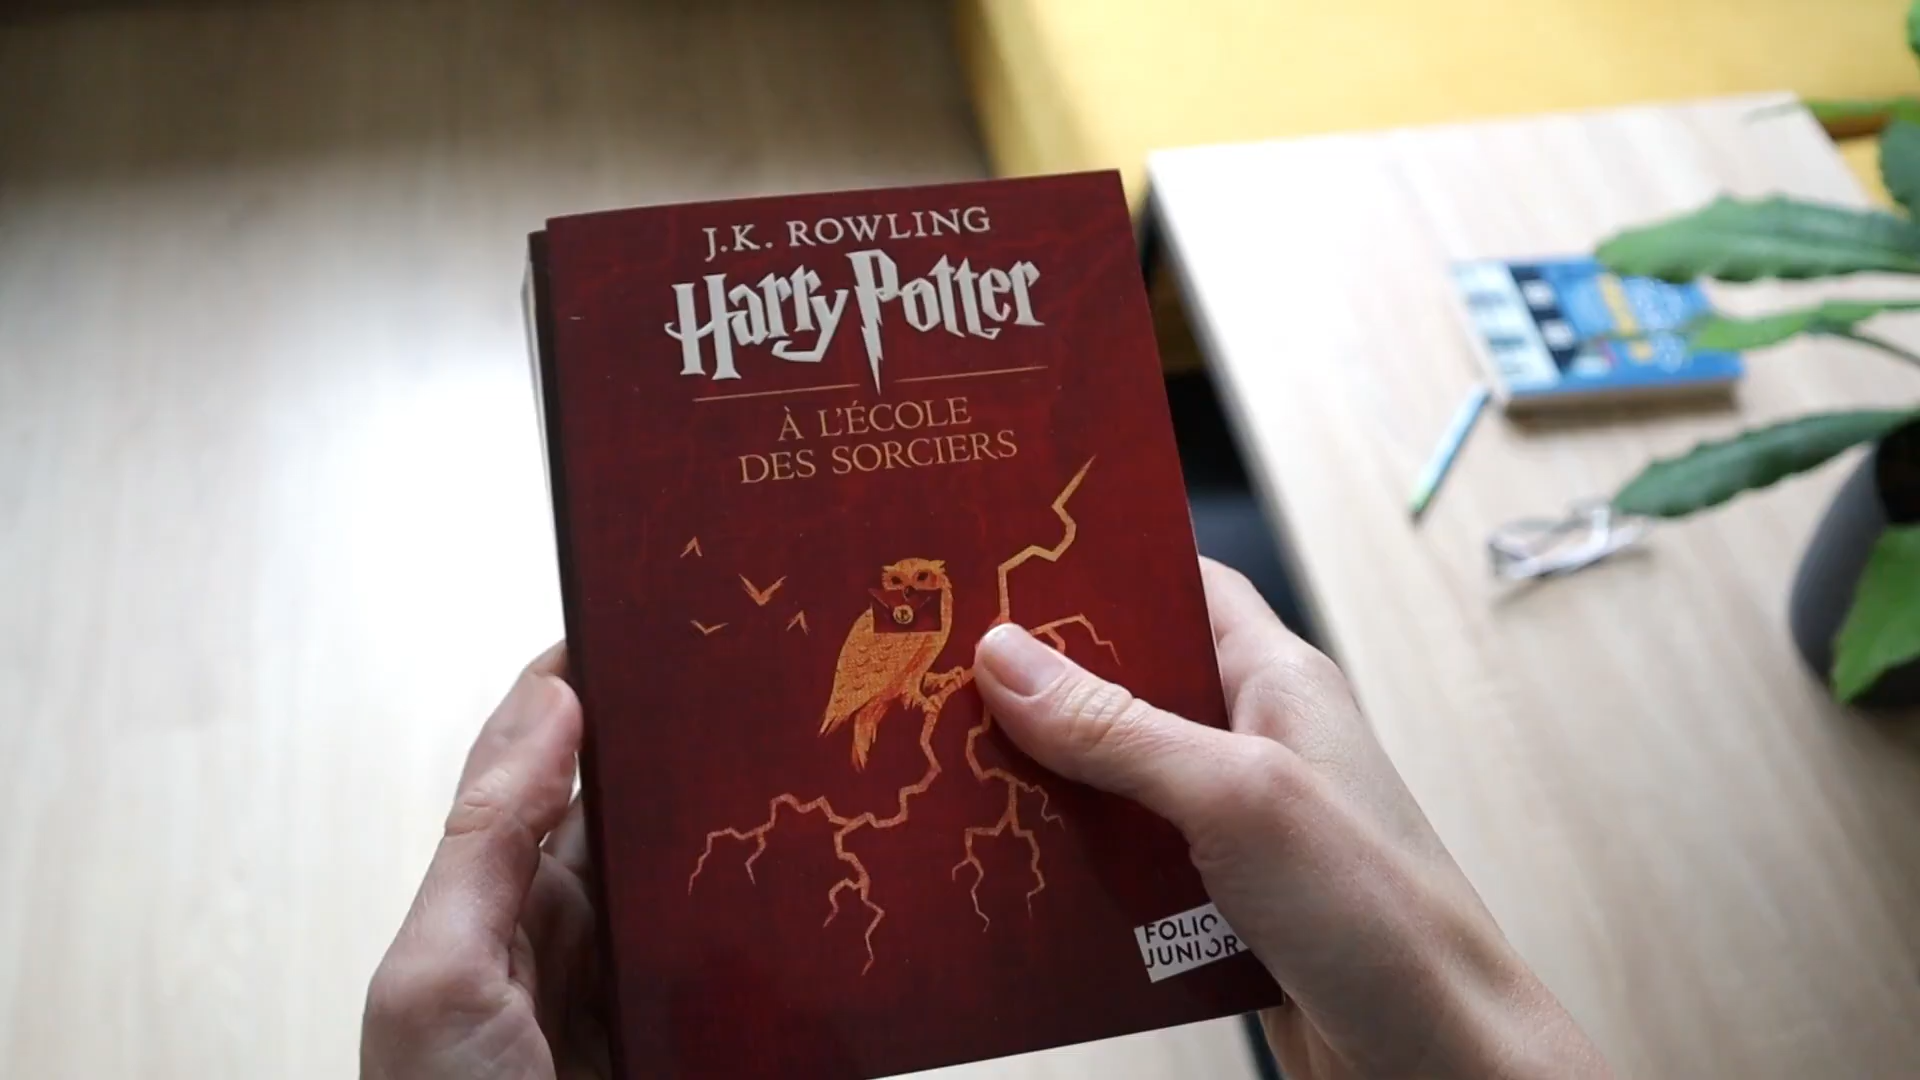 J.K. ROWLING
Harry Potter
À L'ÉCOLE
DES SORCIERS
FOLIO
JUNIOR